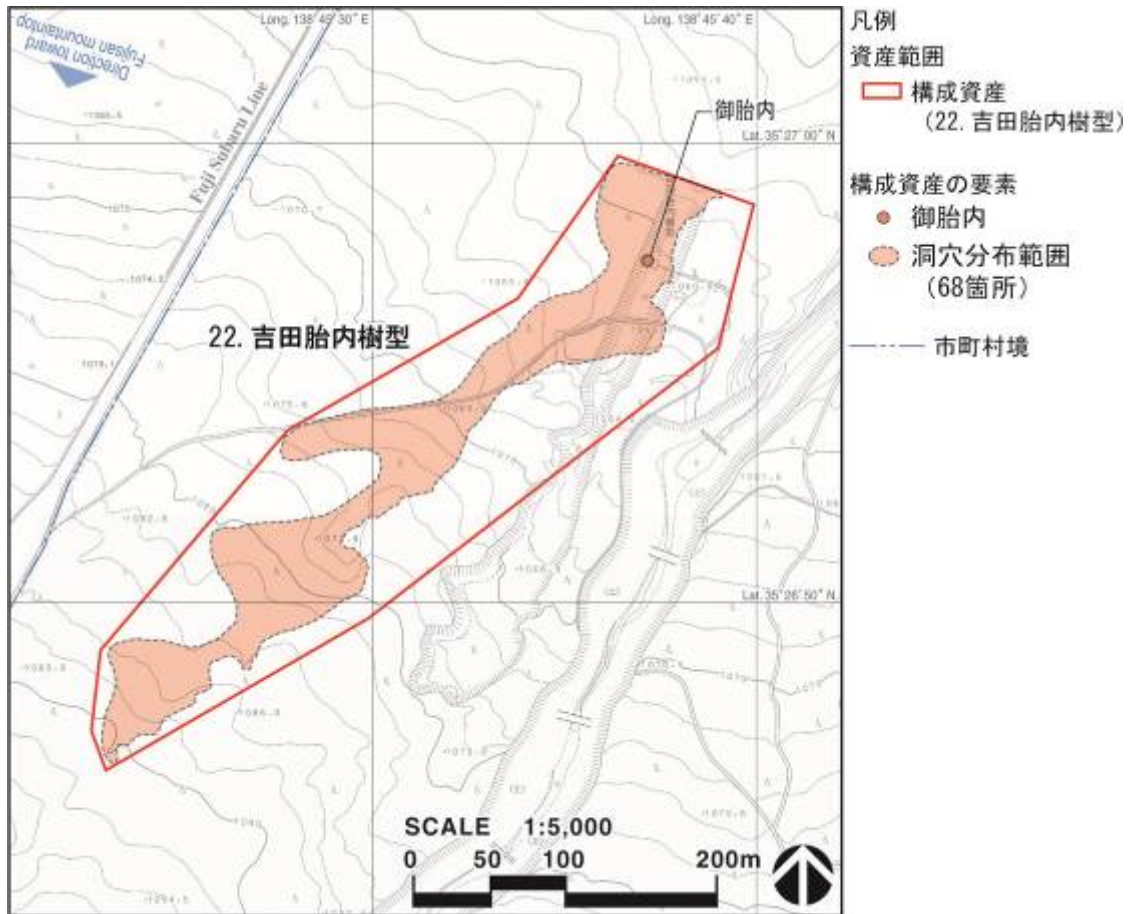 Long. 138°45'30" E
Long. 138°45'40" E
Direction toward
Fujisan mountaintop
Fuji Subaru Line
御胎内
Lat. 35°27'00" N
22. 吉田胎内樹型
Lat. 35°26'50" N
SCALE 1:5,000
0 50 100 200m
凡例
資産範囲
構成資産
(22. 吉田胎内樹型)
構成資産の要素
御胎内
洞穴分布範囲
(68箇所)
市町村境